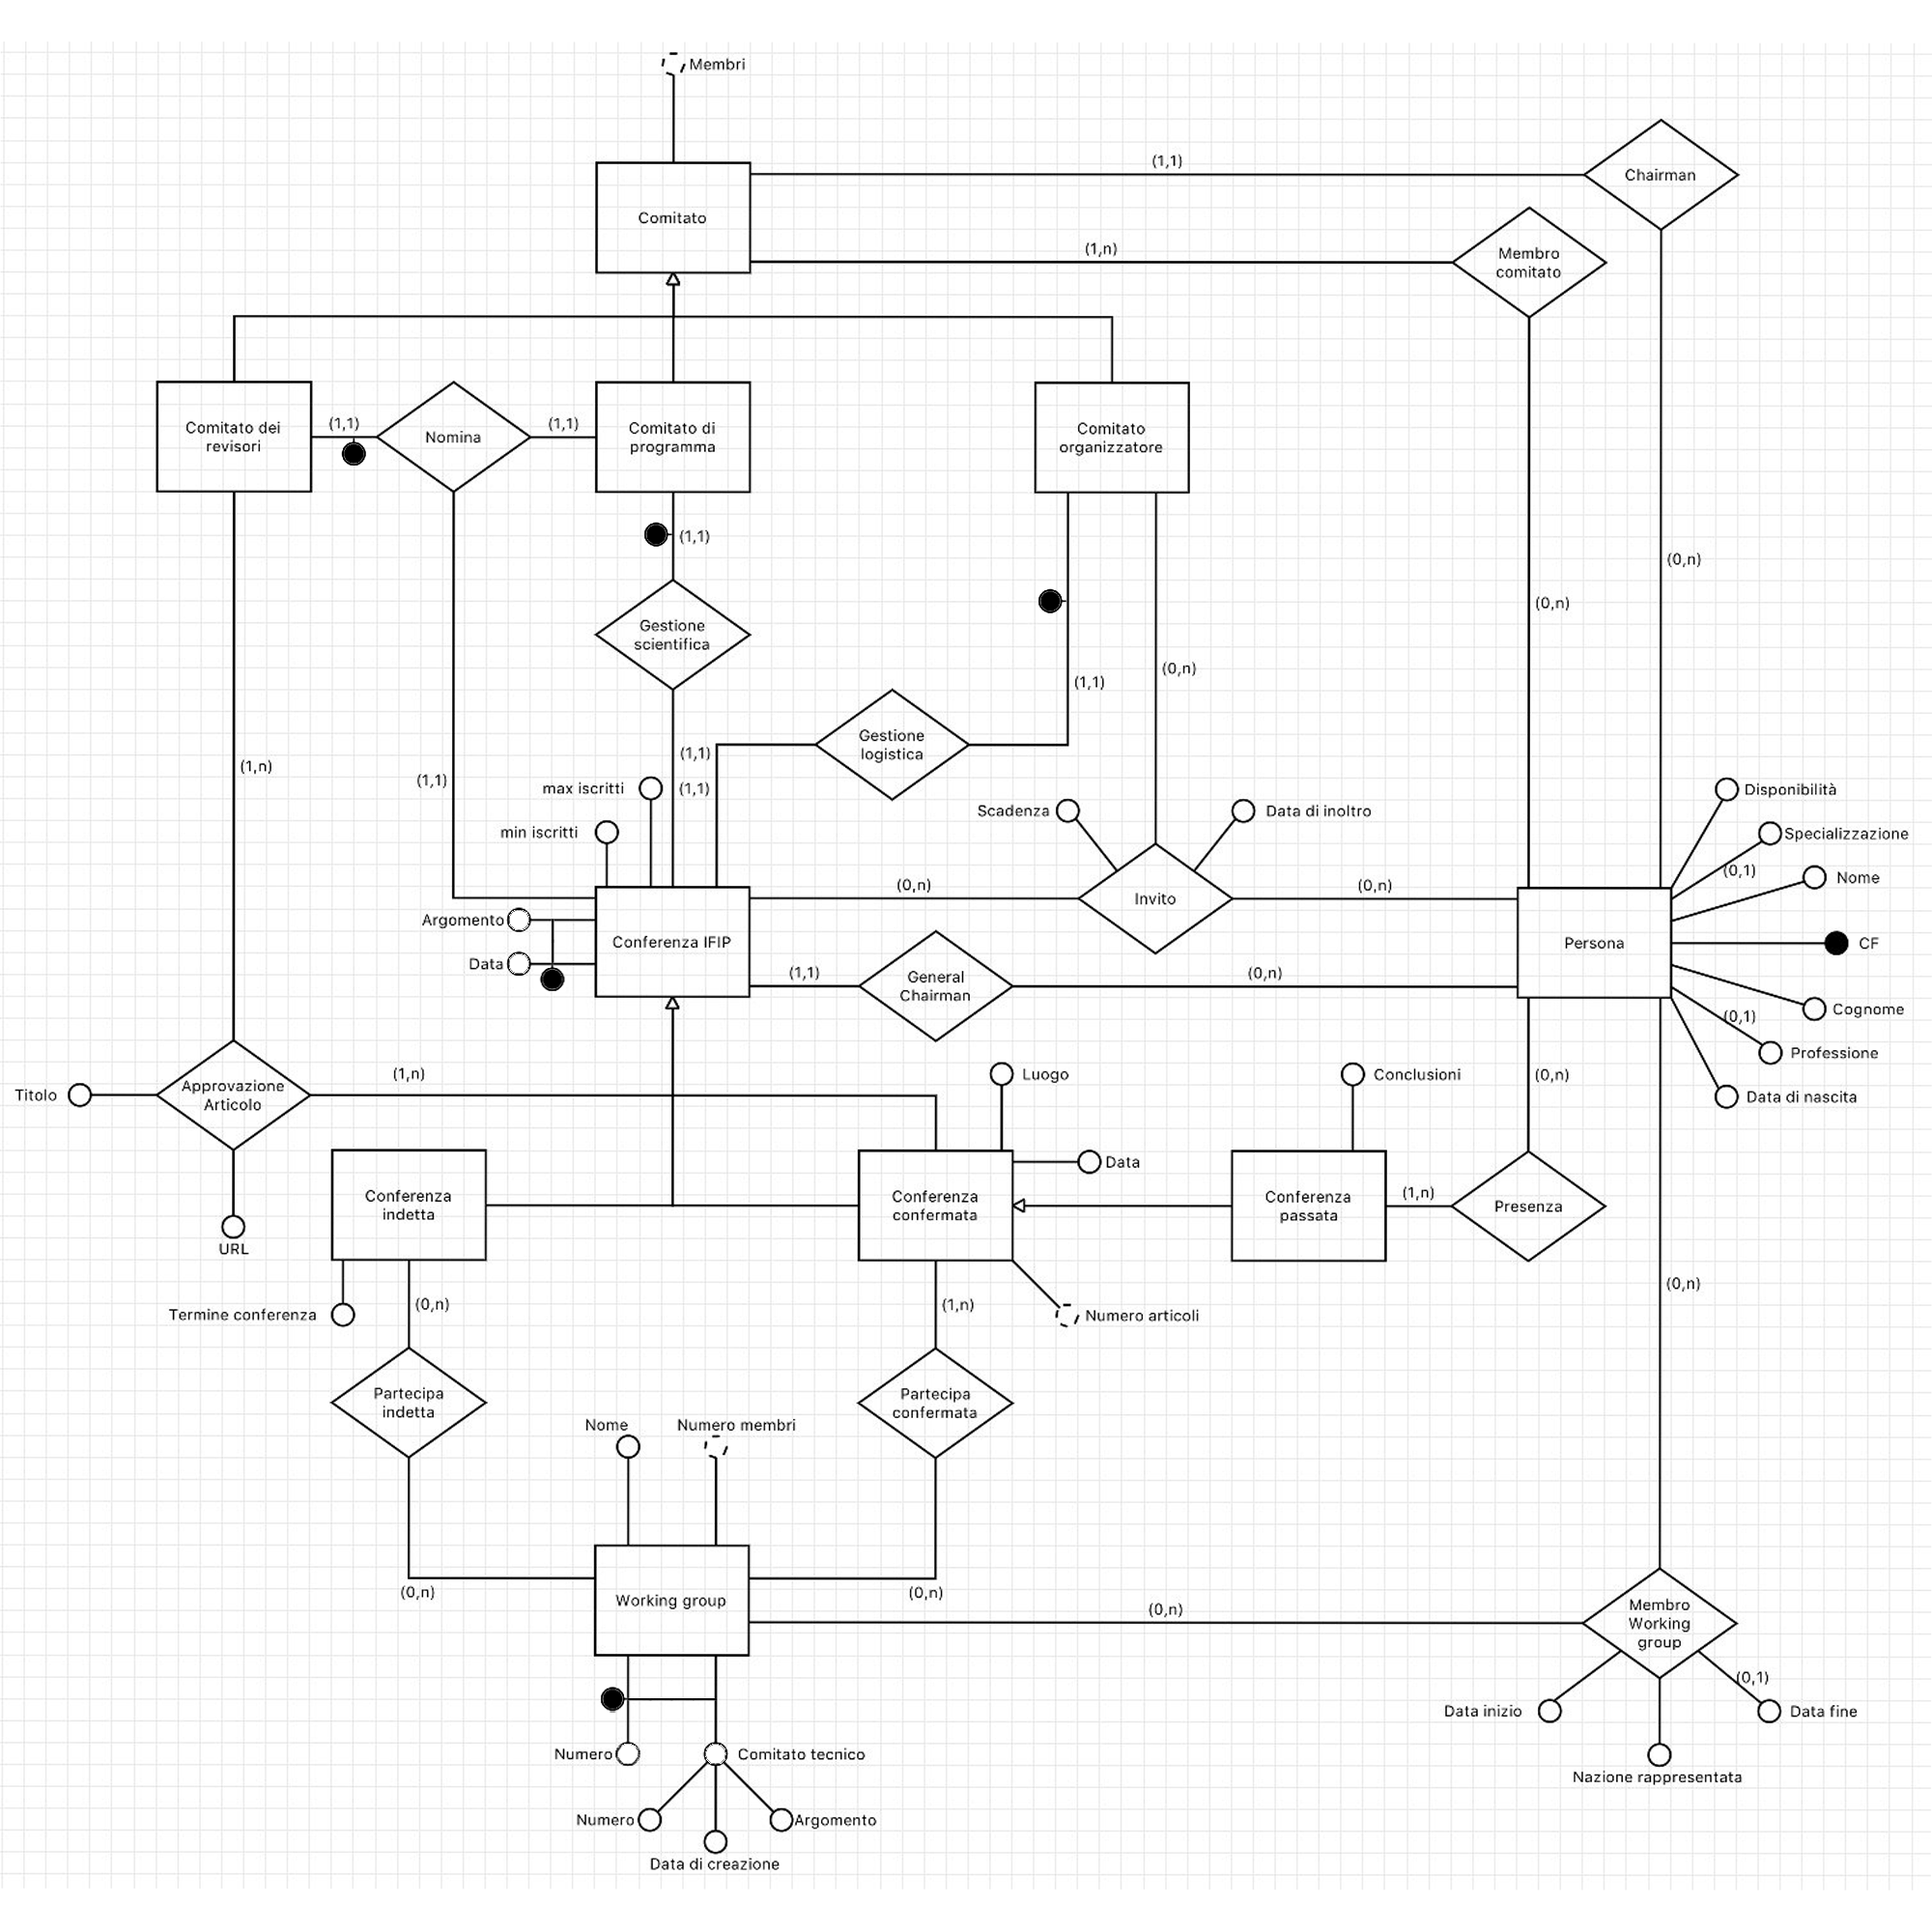 Membri
(1,1)
Chairman
Comitato
(1,n)
Membro
comitato
Comitato dei
revisori
(1,1)
Nomina
(1,1)
Comitato di
programma
Comitato
organizzatore
(1,1)
(0,n)
(0,n)
Gestione
scientifica
(0,n)
(1,1)
Gestione
logistica
(1,n)
(1,1)
(1,1)
max iscritti
(1,1)
Disponibilità
Scadenza
Data di inoltro
min iscritti
Specializzazione
(0,1)
Nome
(0,n)
(0,n)
Invito
Argomento
Conferenza IFIP
Persona
CF
Data
(1,1)
General
Chairman
(0,n)
Cognome
(0,1)
Professione
(1,n)
Luogo
Conclusioni
(0,n)
Titolo
Approvazione
Articolo
Data di nascita
Data
Conferenza
indetta
Conferenza
confermata
Conferenza
passata
(1,n)
Presenza
URL
(0,n)
Termine conferenza
(0,n)
(1,n)
Numero articoli
Partecipa
indetta
Partecipa
confermata
Nome
Numero membri
(0,n)
(0,n)
Working group
(0,n)
Membro
Working
group
(0,1)
Data inizio
Data fine
Numero
Comitato tecnico
Nazione rappresentata
Numero
Argomento
Data di creazione